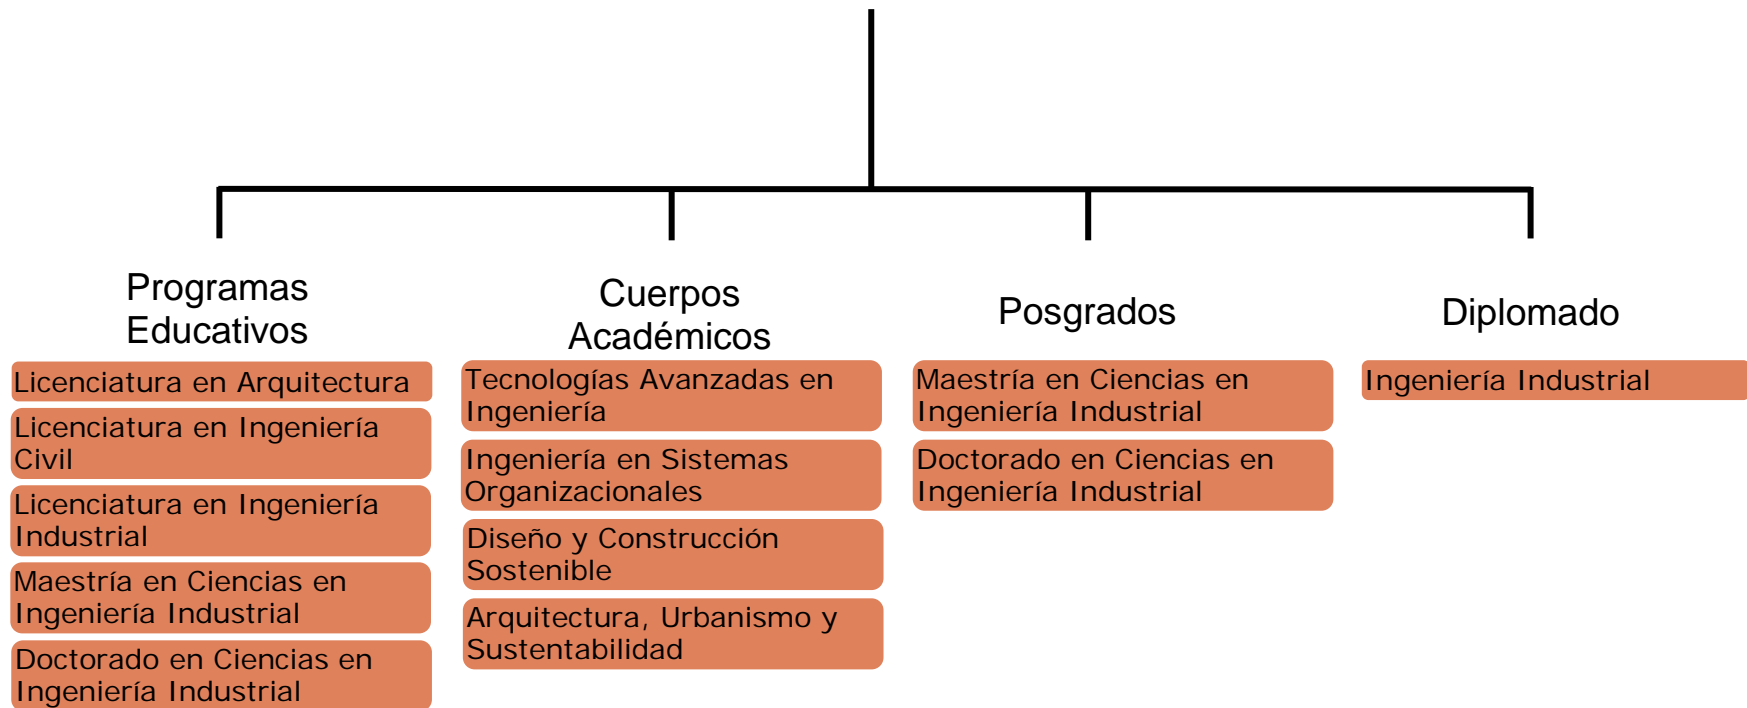 Programas
Educativos
Licenciatura en Arquitectura
Licenciatura en Ingeniería
Civil
Licenciatura en Ingeniería
Industrial
Maestría en Ciencias en
Ingeniería Industrial
Doctorado en Ciencias en
Ingeniería Industrial
Cuerpos
Académicos
Tecnologías Avanzadas en
Ingeniería
Ingeniería en Sistemas
Organizacionales
Diseño y Construcción
Sostenible
Arquitectura, Urbanismo y
Sustentabilidad
Posgrados
Maestría en Ciencias en
Ingeniería Industrial
Doctorado en Ciencias en
Ingeniería Industrial
Diplomado
Ingeniería Industrial